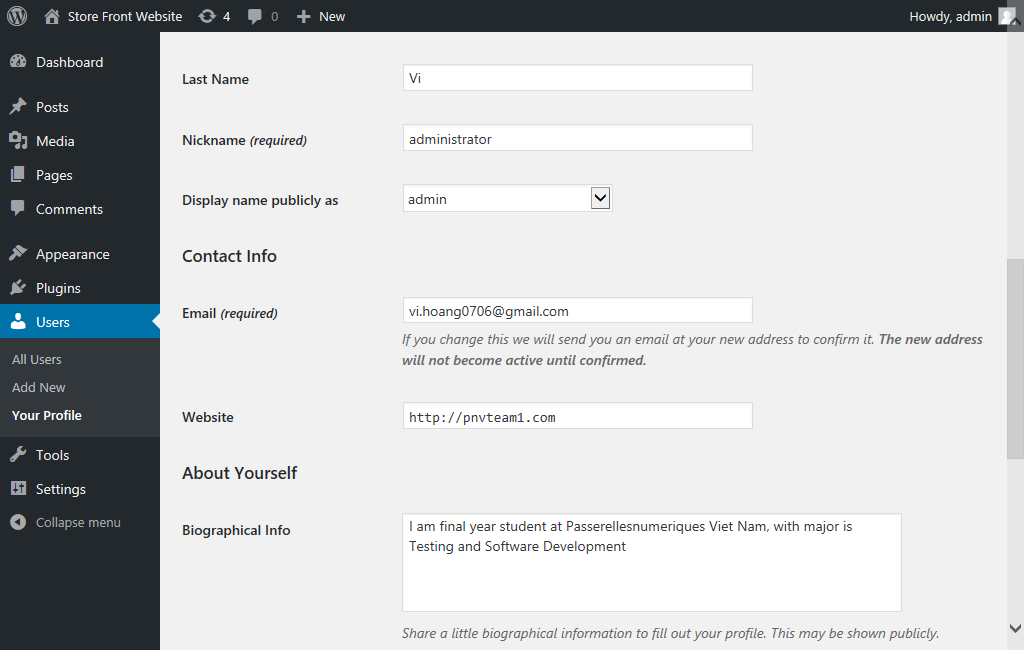 Store Front Website 4 0 New Howdy, admin
Dashboard
Posts
Media
Pages
Comments
Appearance
Plugins
Users
All Users
Add New
Your Profile
Tools
Settings
Collapse menu
Last Name Vi
Nickname (required) administrator
Display name publicly as admin
Contact Info
Email (required) vi.hoang0706@gmail.com
If you change this we will send you an email at your new address to confirm it. The new address
will not become active until confirmed.
Website http://pnvteam1.com
About Yourself
Biographical Info I am final year student at Passerellesnumeriques Viet Nam, with major is
Testing and Software Development
Share a little biographical information to fill out your profile. This may be shown publicly.